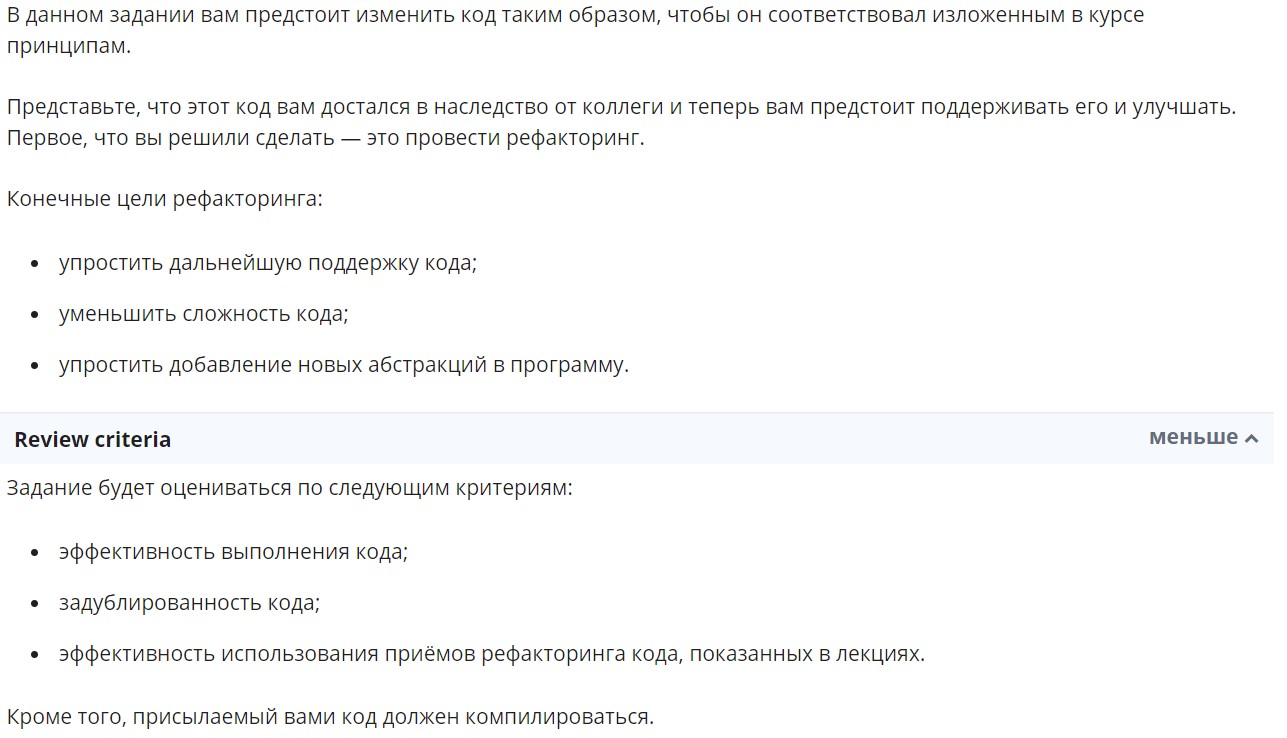 В данном задании вам предстоит изменить код таким образом, чтобы он соответствовал изложенным в курсе
принципам.
Представьте, что этот код вам достался в наследство от коллеги и теперь вам предстоит поддерживать его и улучшать.
Первое, что вы решили сделать — это провести рефакторинг.
Конечные цели рефакторинга:
• упростить дальнейшую поддержку кода;
• уменьшить сложность кода;
• упростить добавление новых абстракций в программу.
Review criteria меньше
Задание будет оцениваться по следующим критериям:
• эффективность выполнения кода;
• задублированность кода;
• эффективность использования приёмов рефакторинга кода, показанных в лекциях.
Кроме того, присылаемый вами код должен компилироваться.